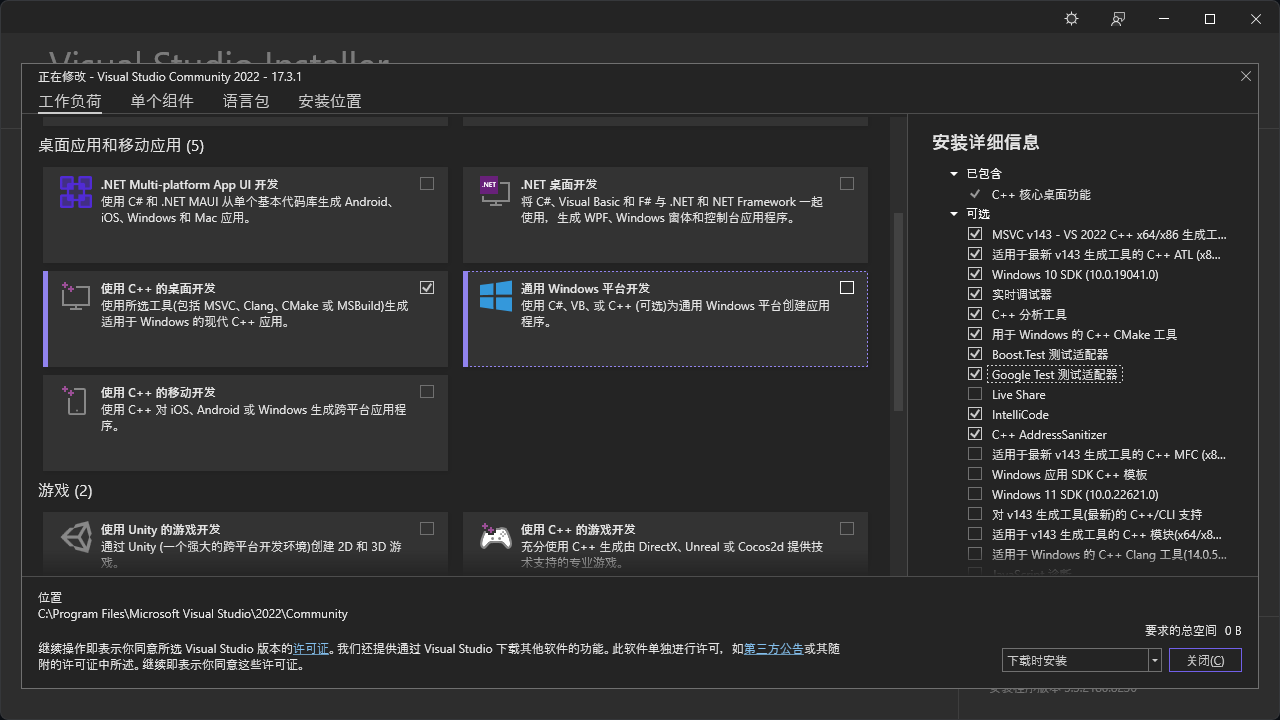 Visual Studio Installer
正在修改 - Visual Studio Community 2022 - 17.3.1
工作负荷 单个组件 语言包 安装位置
桌面应用和移动应用 (5)
.NET Multi-platform App UI 开发
使用 C# 和 .NET MAUI 从单个基本代码库生成 Android、
iOS、Windows 和 Mac 应用。
.NET
.NET 桌面开发
将 C#、Visual Basic 和 F# 与 .NET 和 NET Framework 一起
使用，生成 WPF、Windows 窗体和控制台应用程序。
使用 C++ 的桌面开发
使用所选工具(包括 MSVC、Clang、CMake 或 MSBuild)生成
适用于 Windows 的现代 C++ 应用。
通用 Windows 平台开发
使用 C#、VB、或 C++ (可选)为通用 Windows 平台创建应用
程序。
使用 C++ 的移动开发
使用 C++ 对 iOS、Android 或 Windows 生成跨平台应用程
序。
游戏 (2)
使用 Unity 的游戏开发
通过 Unity (一个强大的跨平台开发环境)创建 2D 和 3D 游
戏。
使用 C++ 的游戏开发
充分使用 C++ 生成由 DirectX、Unreal 或 Cocos2d 提供技
术支持的专业游戏。
安装详细信息
已包含
C++ 核心桌面功能
可选
MSVC v143 - VS 2022 C++ x64/x86 生成工...
适用于最新 v143 生成工具的 C++ ATL (x8...
Windows 10 SDK (10.0.19041.0)
实时调试器
C++ 分析工具
用于 Windows 的 C++ CMake 工具
Boost.Test 测试适配器
Google Test 测试适配器
Live Share
IntelliCode
C++ AddressSanitizer
适用于最新 v143 生成工具的 C++ MFC (x8...
Windows 应用 SDK C++ 模板
Windows 11 SDK (10.0.22621.0)
对 v143 生成工具(最新)的 C++/CLI 支持
适用于 v143 生成工具的 C++ 模块(x64/x8...
适用于 Windows 的 C++ Clang 工具(14.0.5...
JavaScript 诊断
位置
C:\Program Files\Microsoft Visual Studio\2022\Community
继续操作即表示你同意所选 Visual Studio 版本的许可证。我们还提供通过 Visual Studio 下载其他软件的功能。此软件单独进行许可，如第三方公告或其随
附的许可证中所述。继续即表示你同意这些许可证。
要求的总空间 0 B
下载时安装
关闭(C)